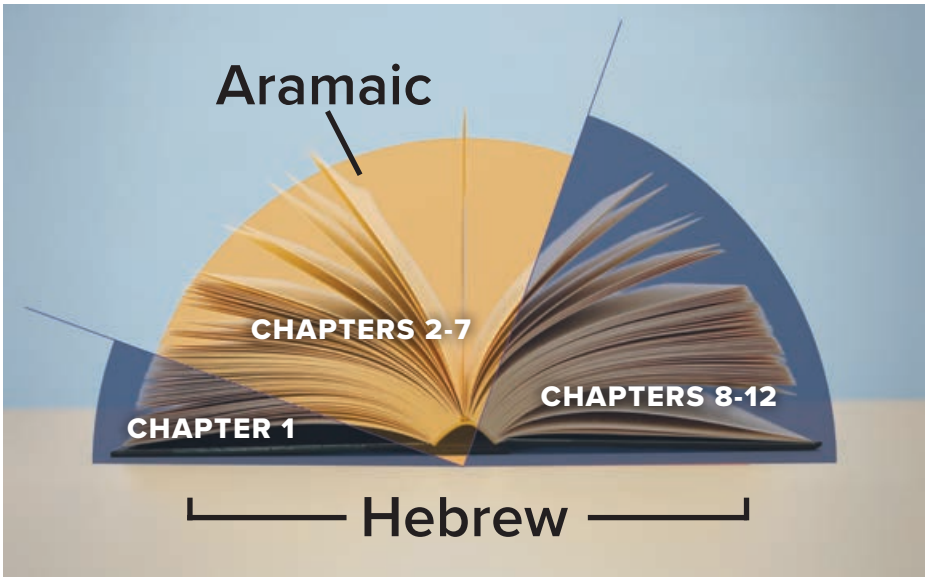 Aramaic
CHAPTERS 2-7
CHAPTERS 8-12
CHAPTER 1
Hebrew